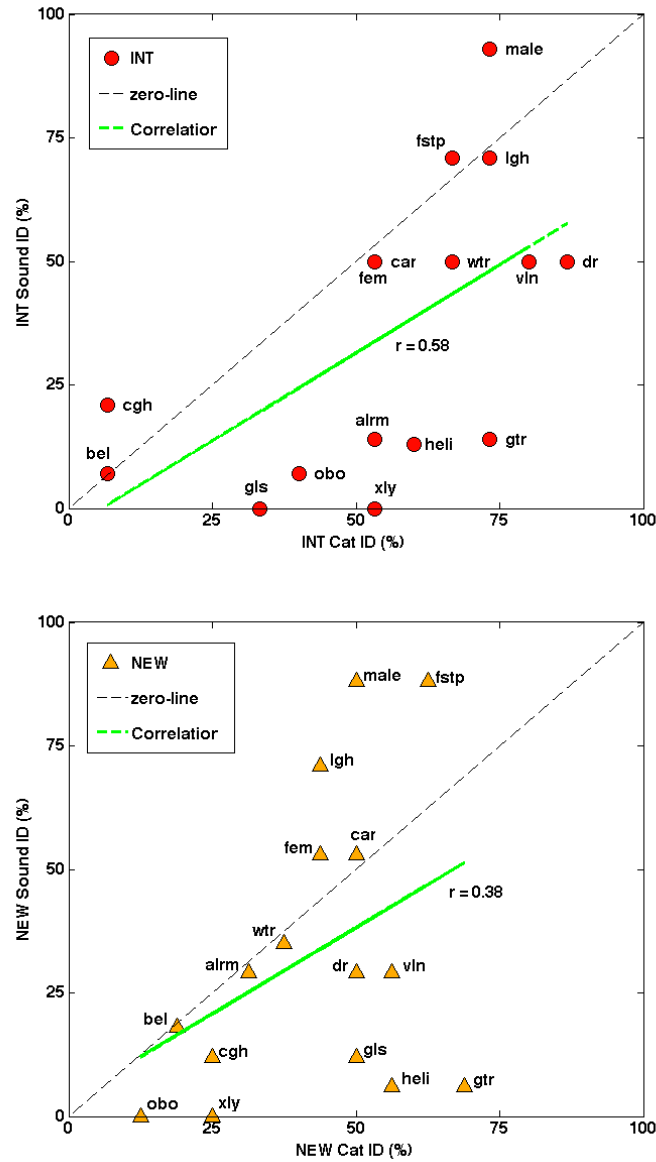 100
INT
zero-line
Correlatior
male
fstp
lgh
75
50
fem
car
wtr
vln
dr
r = 0.58
25
cgh
bel
alrm
heli
gtr
gls
obo
xly
0
INT Sound ID (%)
0
25
50
75
100
INT Cat ID (%)
100
NEW
zero-line
Correlatior
male
fstp
75
lgh
fem
car
50
r = 0.38
wtr
alrm
dr
vln
25
bel
cgh
gls
heli
gtr
obo
xly
0
NEW Sound ID (%)
0
25
50
75
100
NEW Cat ID (%)